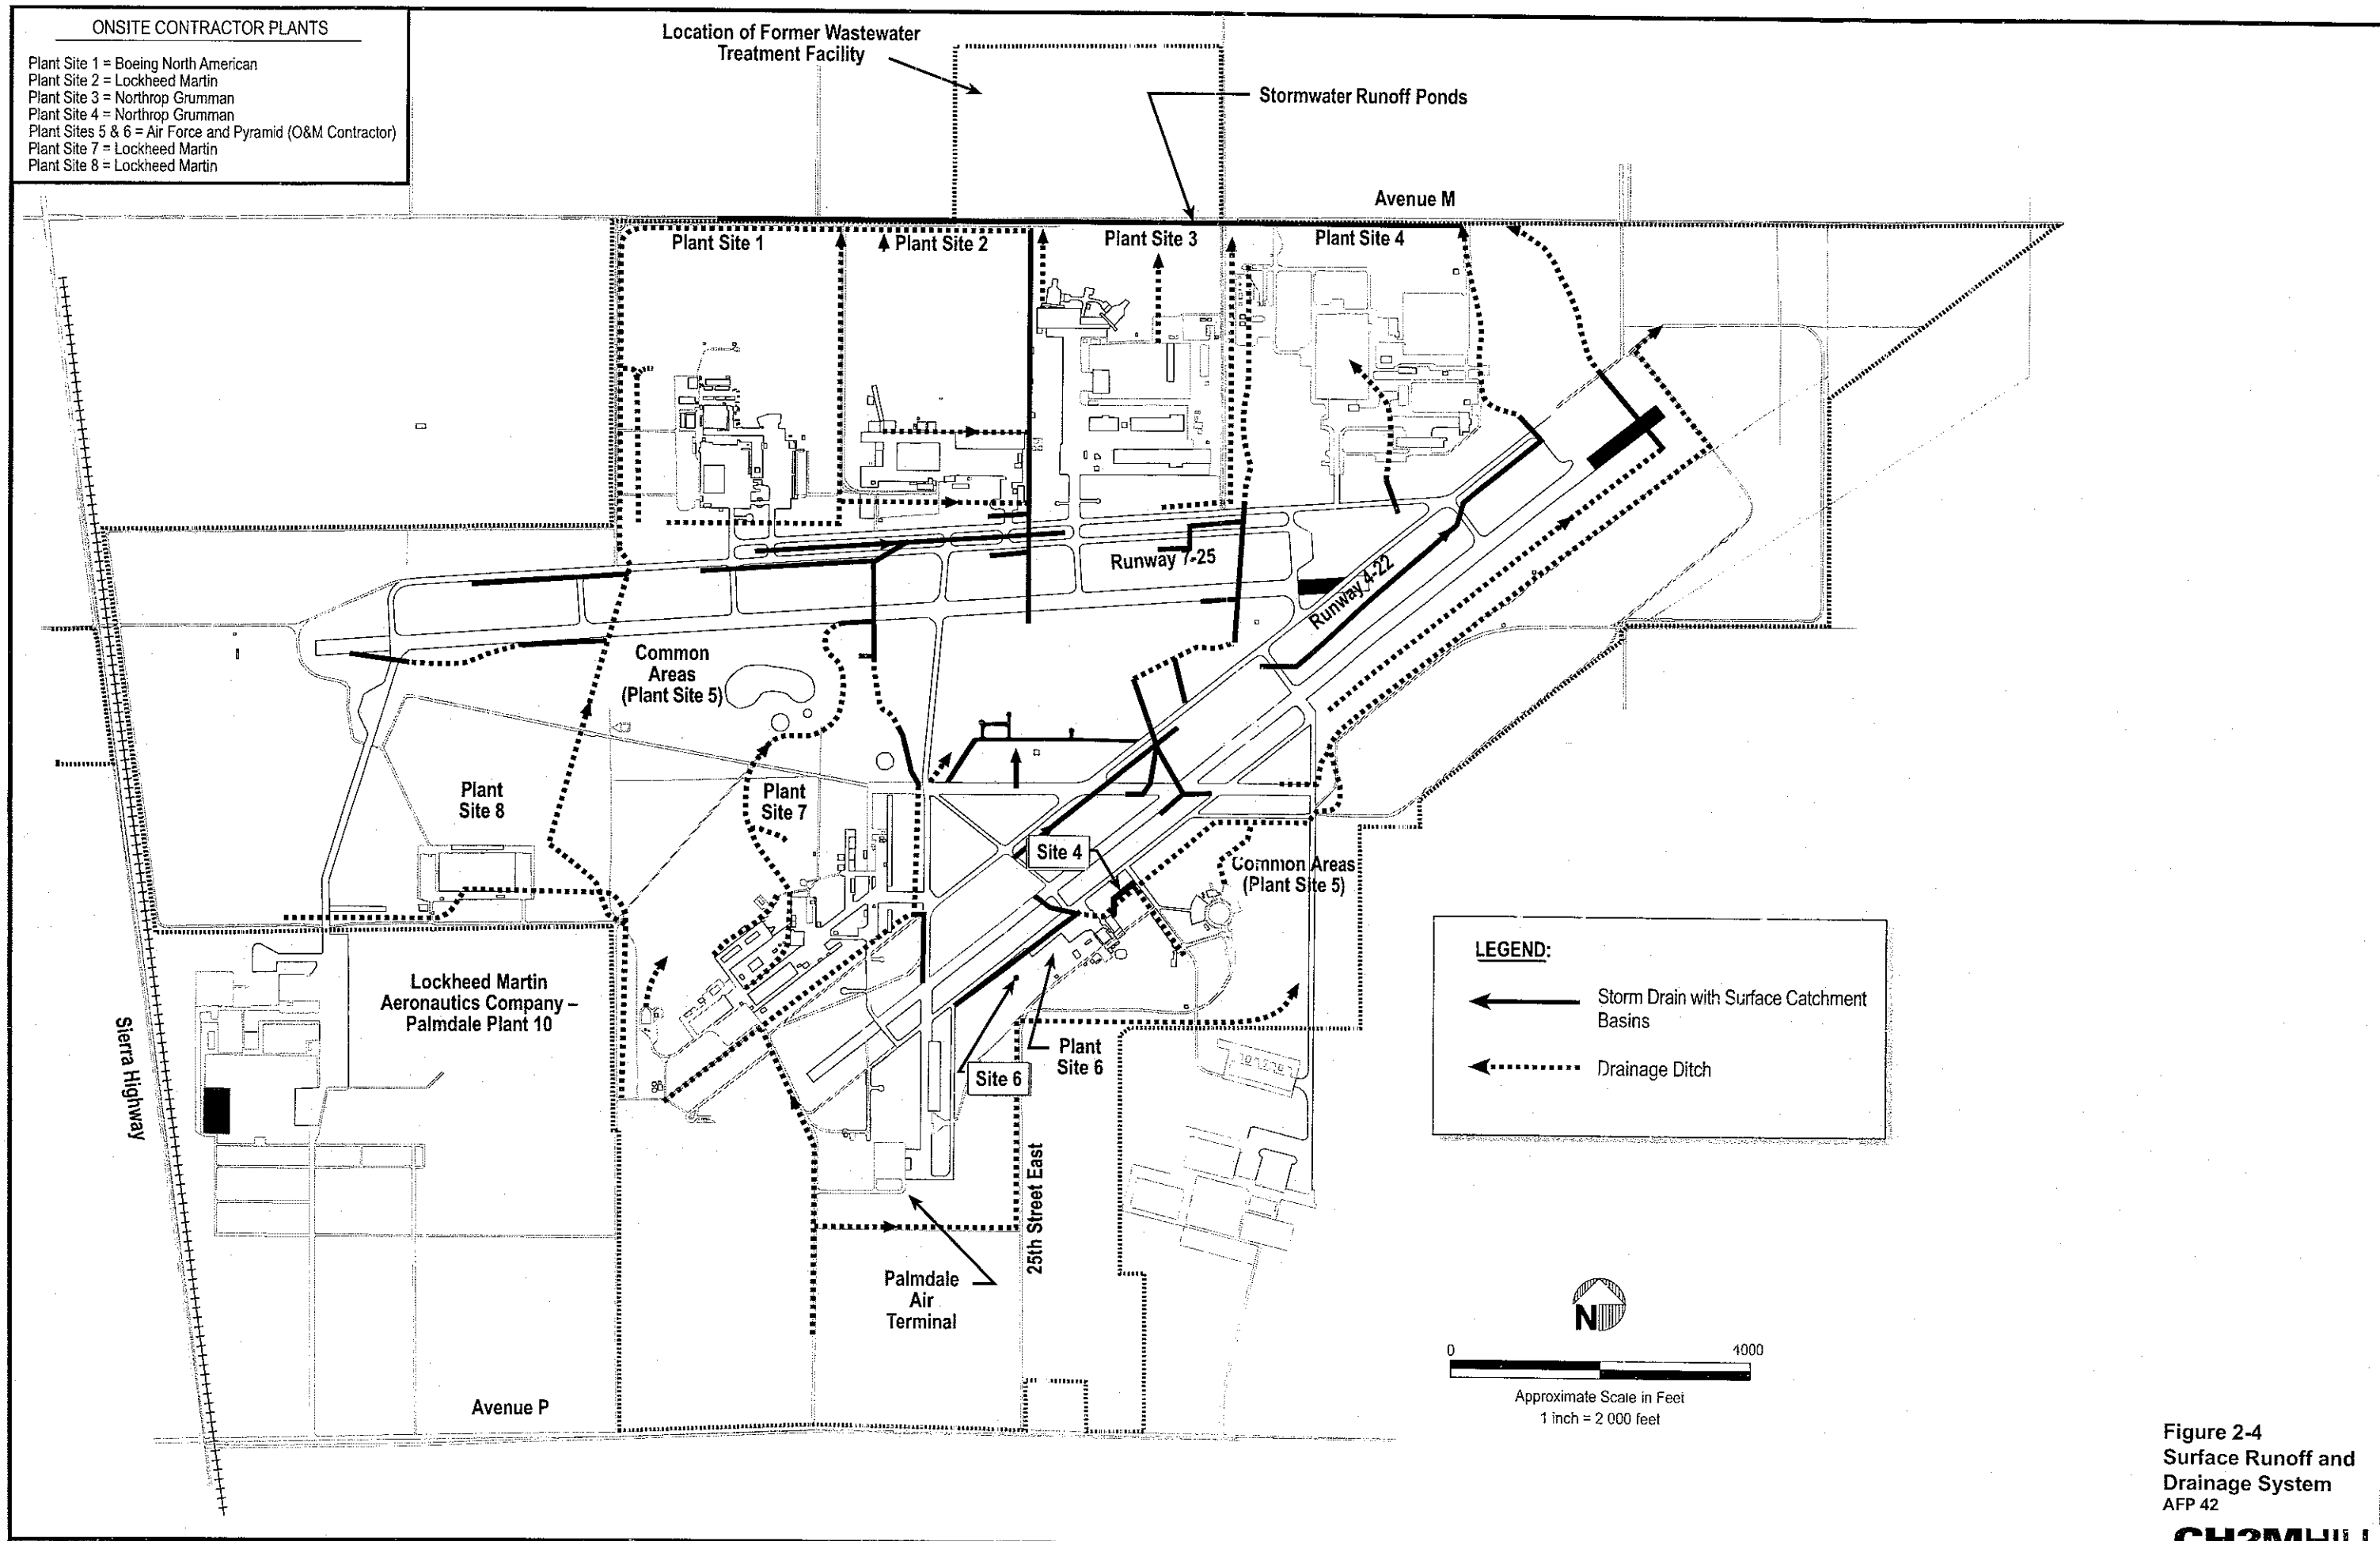 ONSITE CONTRACTOR PLANTS
Plant Site 1 = Boeing North American
Plant Site 2 = Lockheed Martin
Plant Site 3 = Northrop Grumman
Plant Site 4 = Northrop Grumman
Plant Sites 5 & 6 = Air Force and Pyramid (O&M Contractor)
Plant Site 7 = Lockheed Martin
Plant Site 8 = Lockheed Martin
Location of Former Wastewater
Treatment Facility
Stormwater Runoff Ponds
Avenue M
Plant Site 1
Plant Site 2
Plant Site 3
Plant Site 4
Runway 7-25
Runway 4-22
Common
Areas
(Plant Site 5)
Plant
Site 8
Plant
Site 7
Site 4
Common Areas
(Plant Site 5)
Lockheed Martin
Aeronautics Company –
Palmdale Plant 10
Sierra Highway
Plant
Site 6
Site 6
25th Street East
Palmdale
Air
Terminal
Avenue P
LEGEND:
Storm Drain with Surface Catchment
Basins
Drainage Ditch
N
0 4000
Approximate Scale in Feet
1 inch = 2 000 feet
Figure 2-4
Surface Runoff and
Drainage System
AFP 42
CH2MHILL